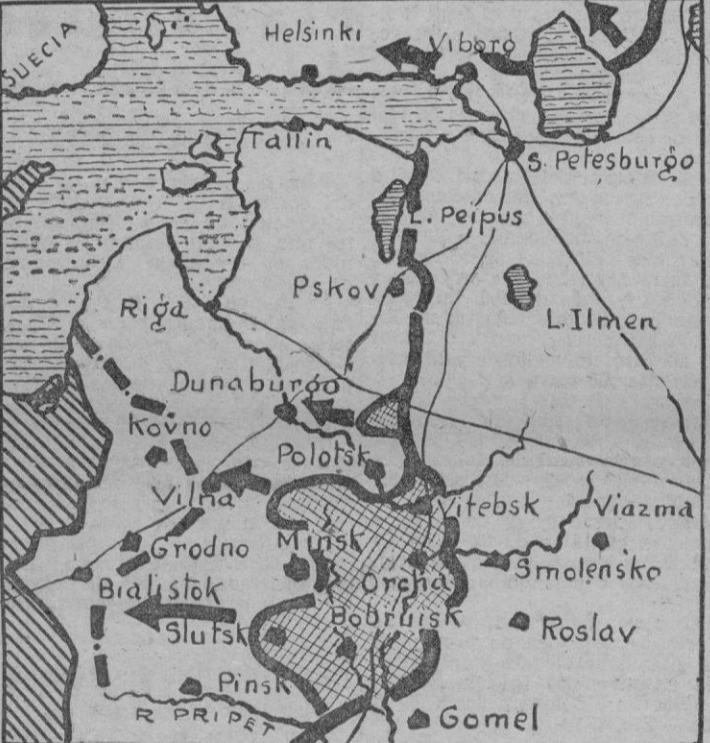 SUECIA
Helsinki
Viborg
Tallin
S. Petesburgo
L. Peipus
Pskov
Riga
L. Ilmen
Dunaburgo
Kovno
Polotsk
Vilna
Vitebsk
Viazma
Grodno
Minsk
Smolensko
Bialistok
Orcha
Bobruisk
Slutsk
Roslav
Pinsk
R PRIPET
Gomel